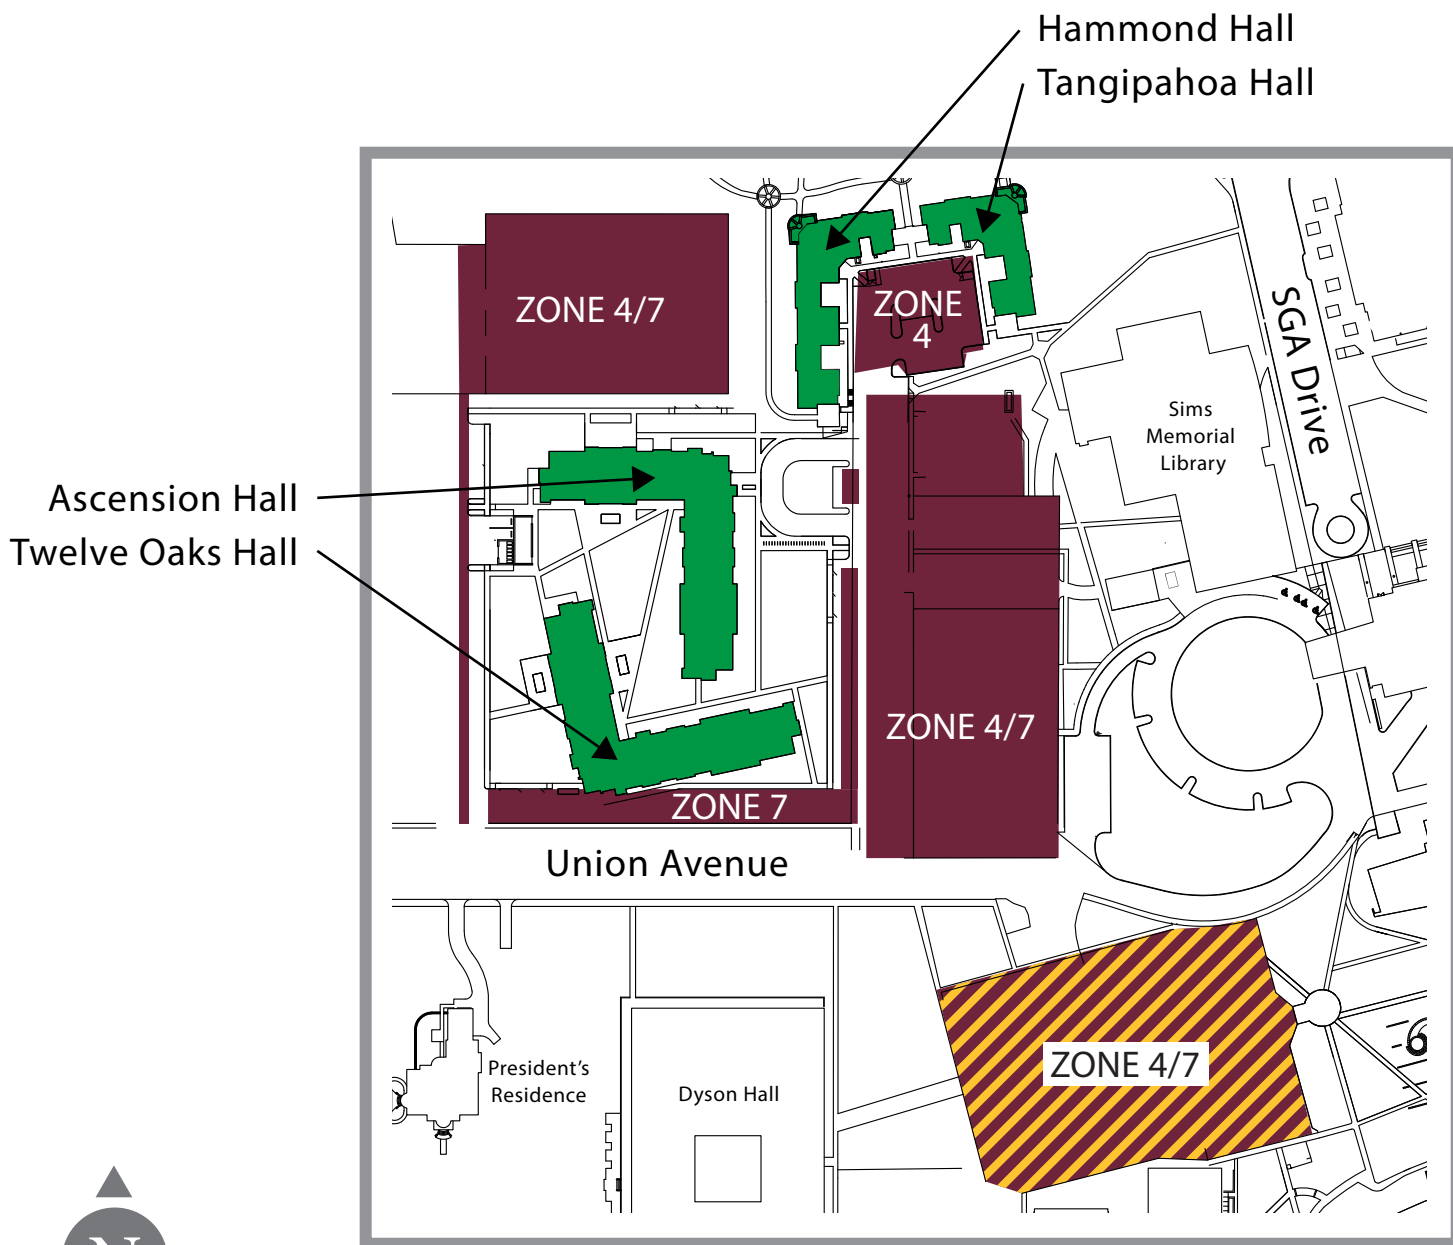 Hammond Hall
Tangipahoa Hall
ZONE 4/7
ZONE
4
SGA Drive
Sims
Memorial
Library
Ascension Hall
Twelve Oaks Hall
ZONE 4/7
ZONE 7
Union Avenue
ZONE 4/7
President’s
Residence
Dyson Hall
N